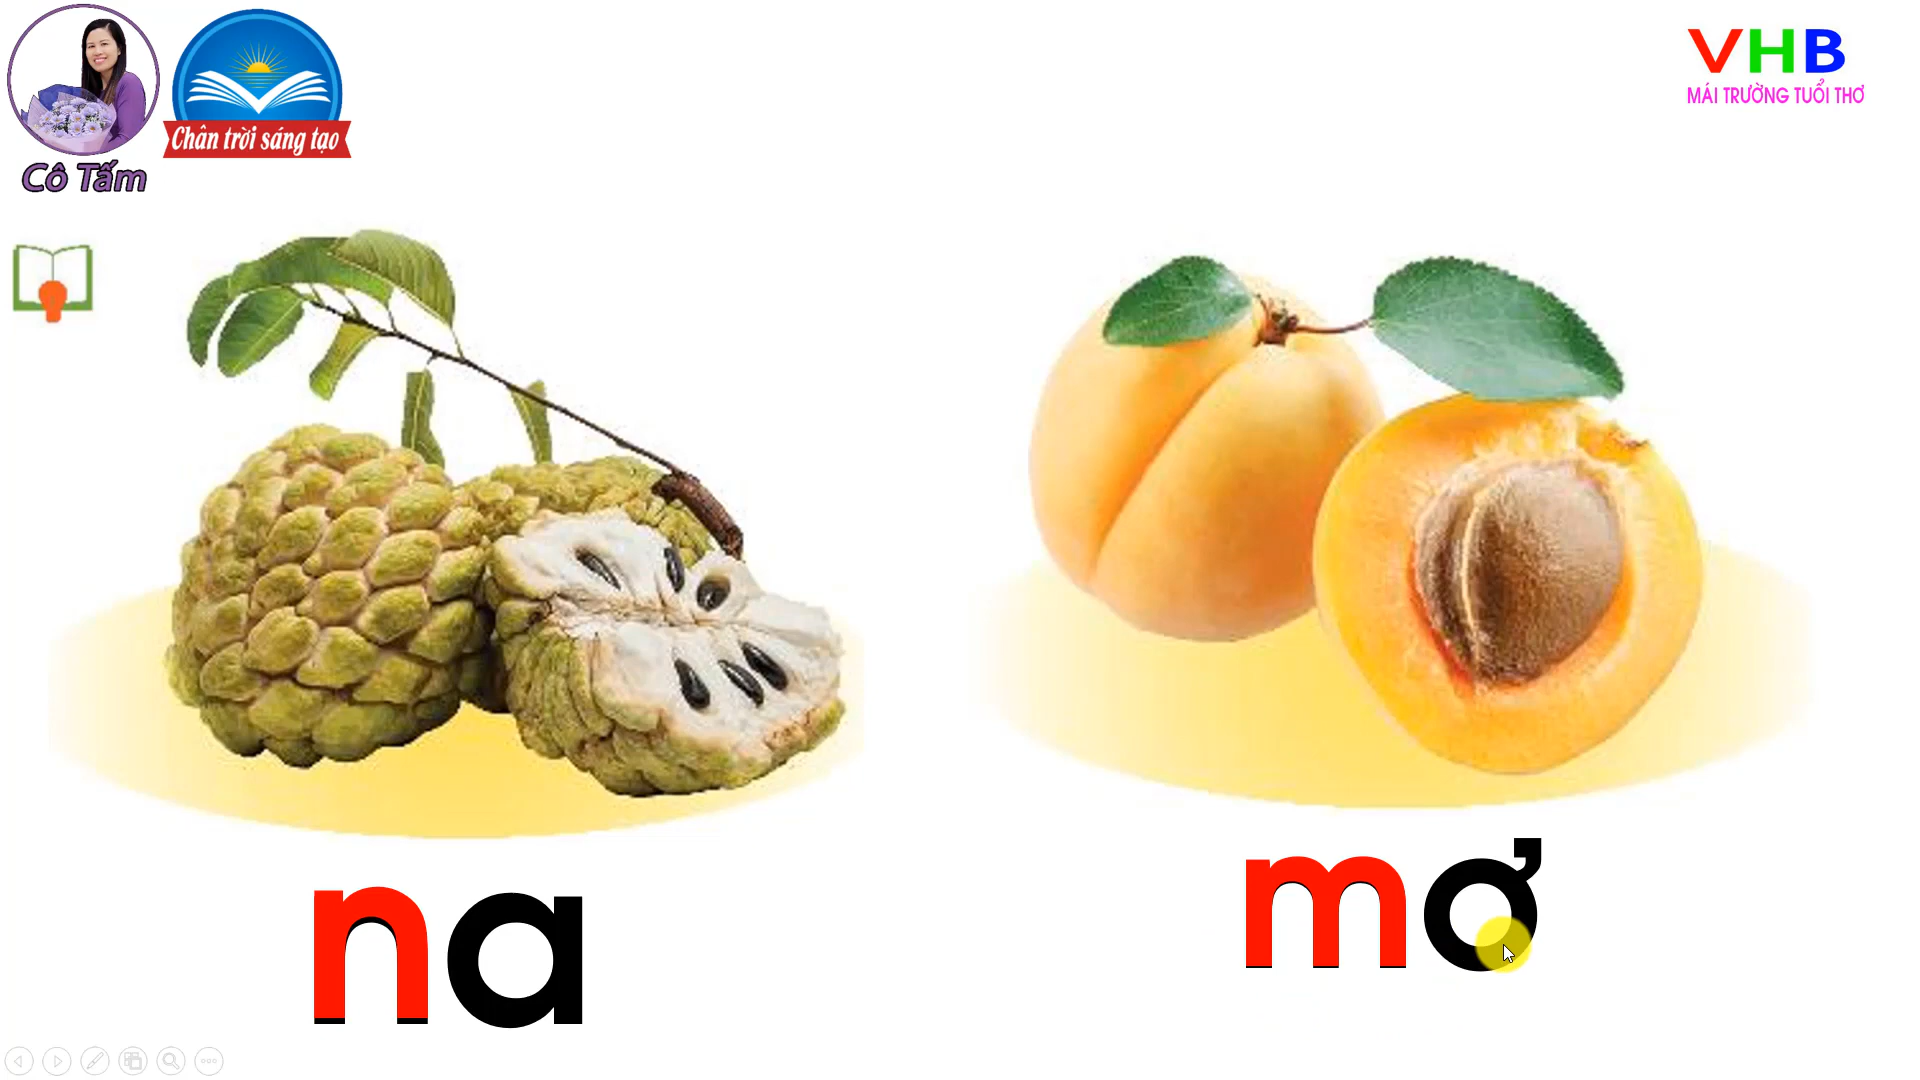 Cô Tấm
Chân trời sáng tạo
VHB
MÁI TRƯỜNG TUỔI THƠ
na
mơ